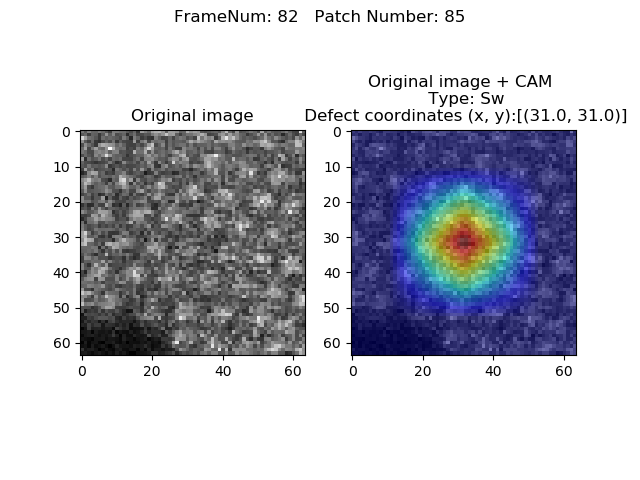 FrameNum: 82   Patch Number: 85
Original image
0
10
20
30
40
50
60
0 20 40 60
Original image + CAM
Type: Sw
Defect coordinates (x, y):[(31.0, 31.0)]
0
10
20
30
40
50
60
0 20 40 60